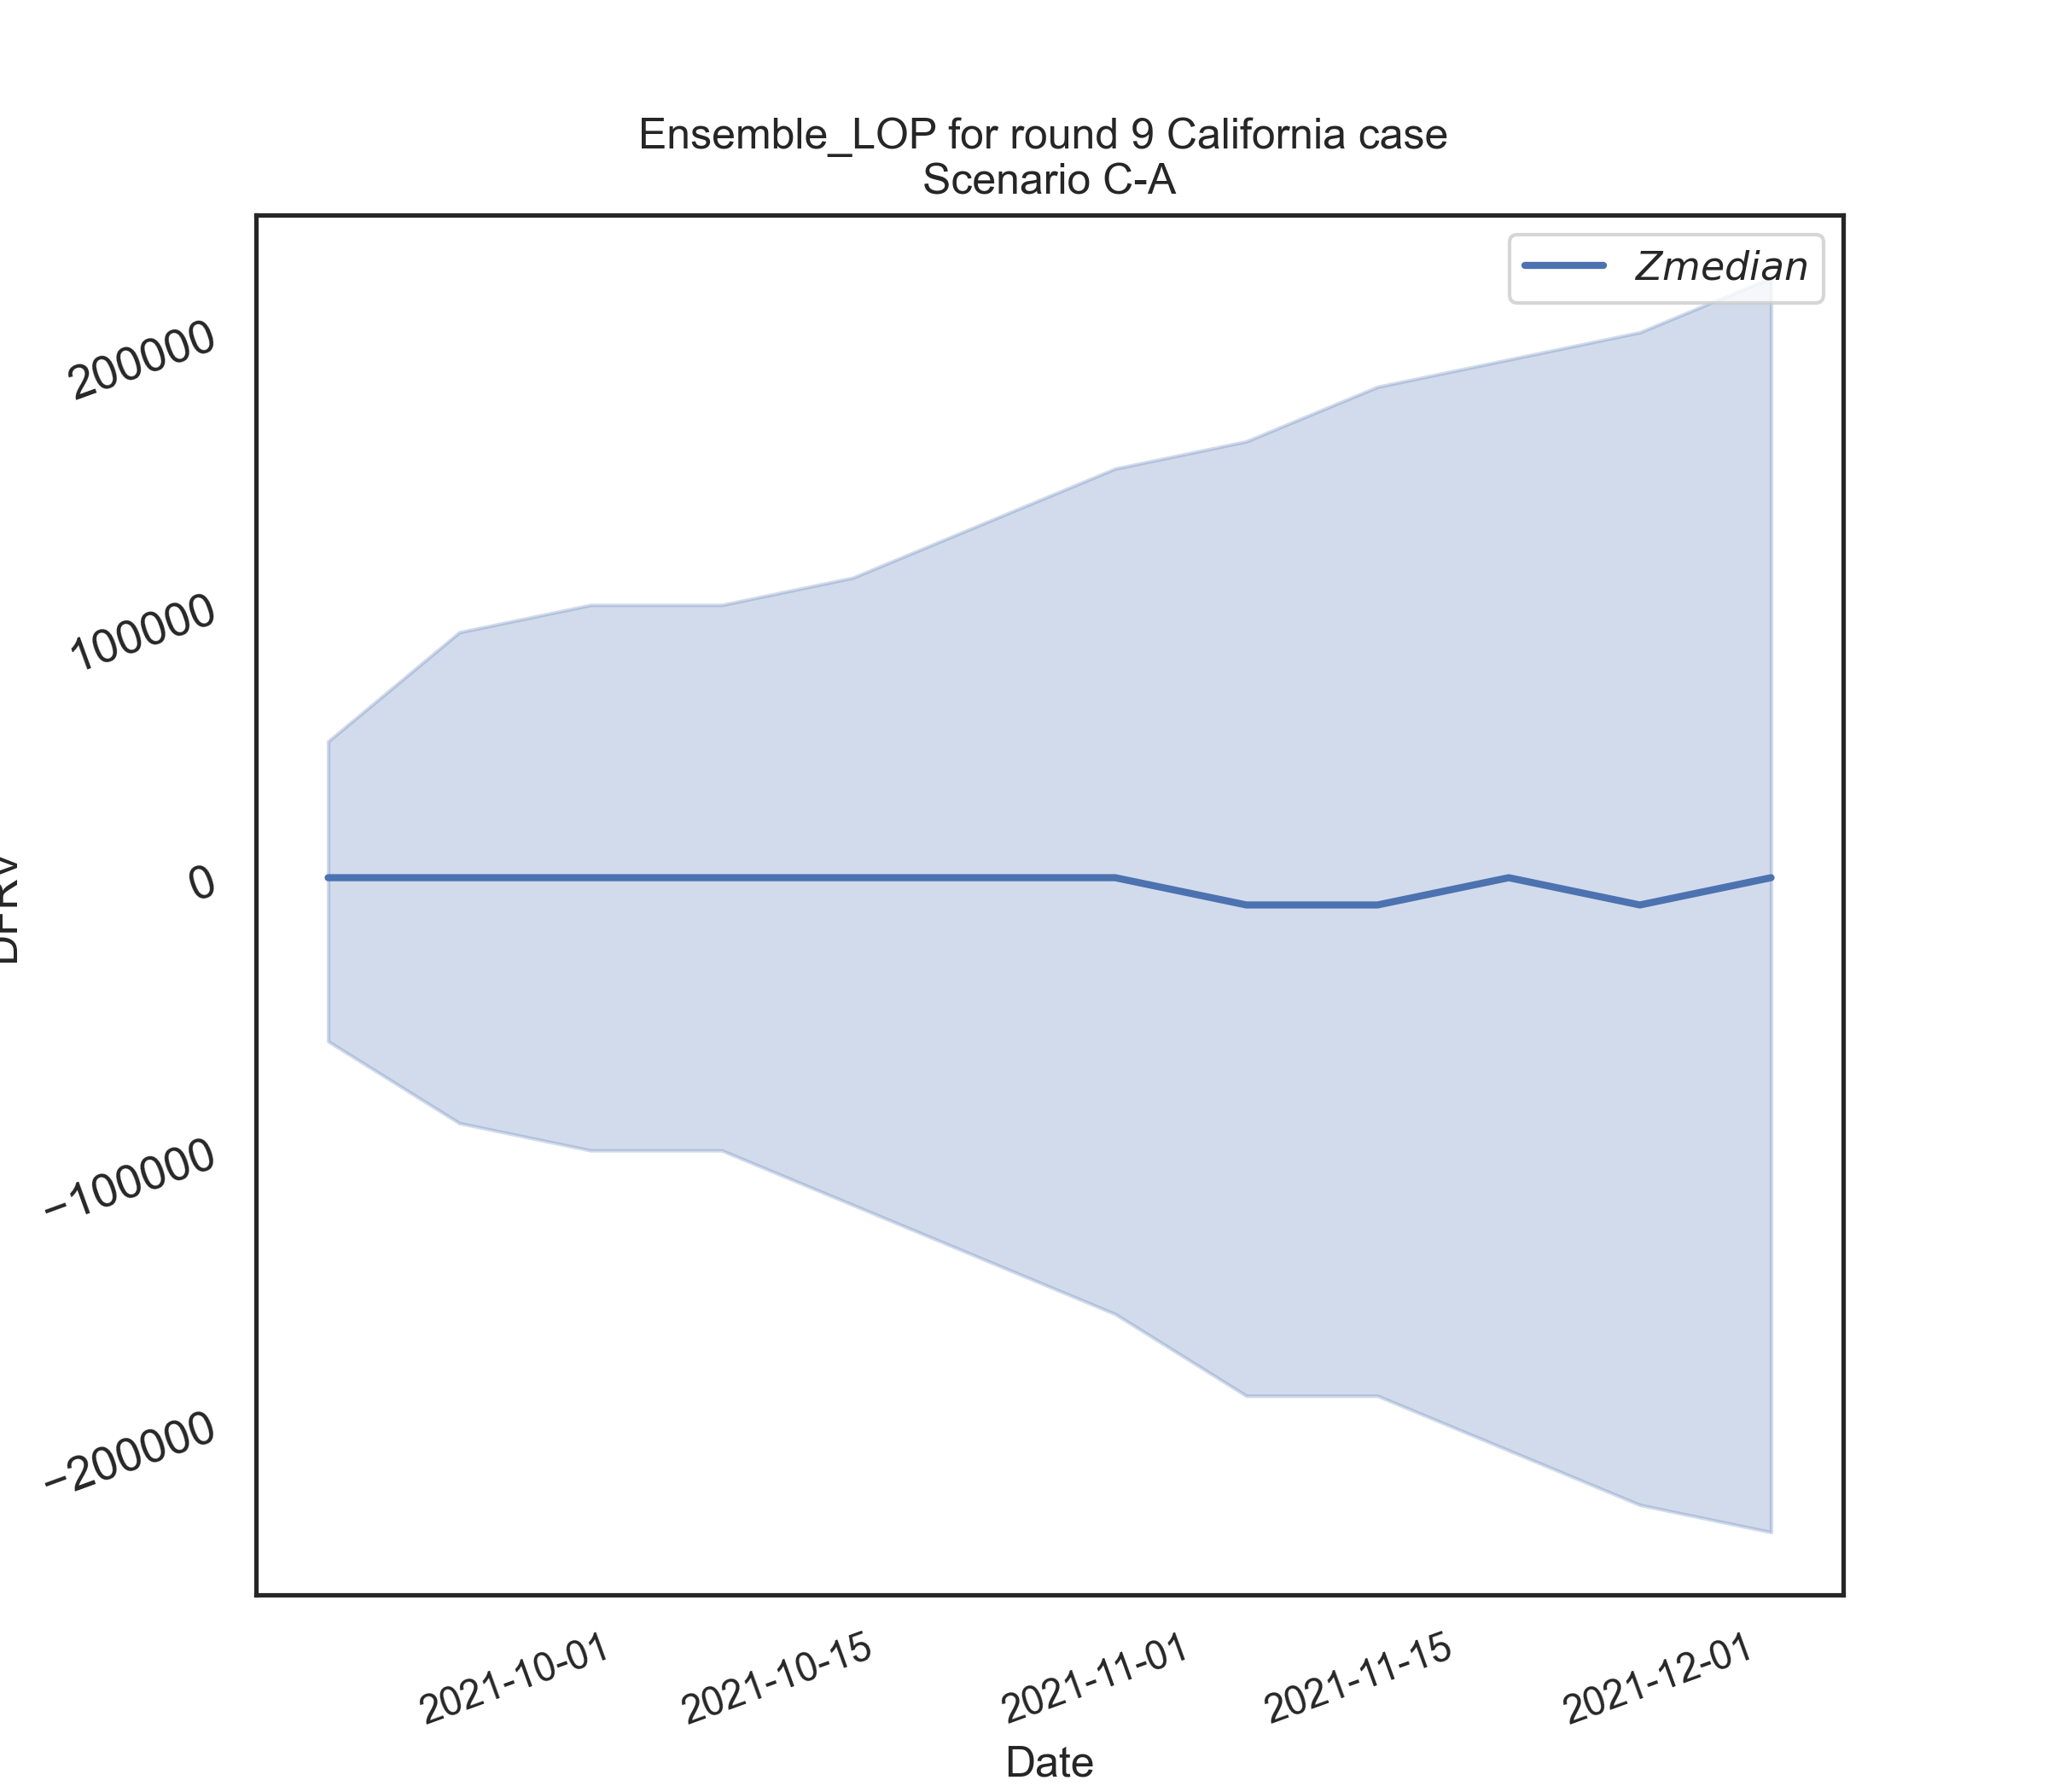 Ensemble_LOP for round 9 California case
Scenario C-A
Zmedian
200000
100000
0
−100000
−200000
2021-10-01
2021-10-15
2021-11-01
2021-11-15
2021-12-01
Date